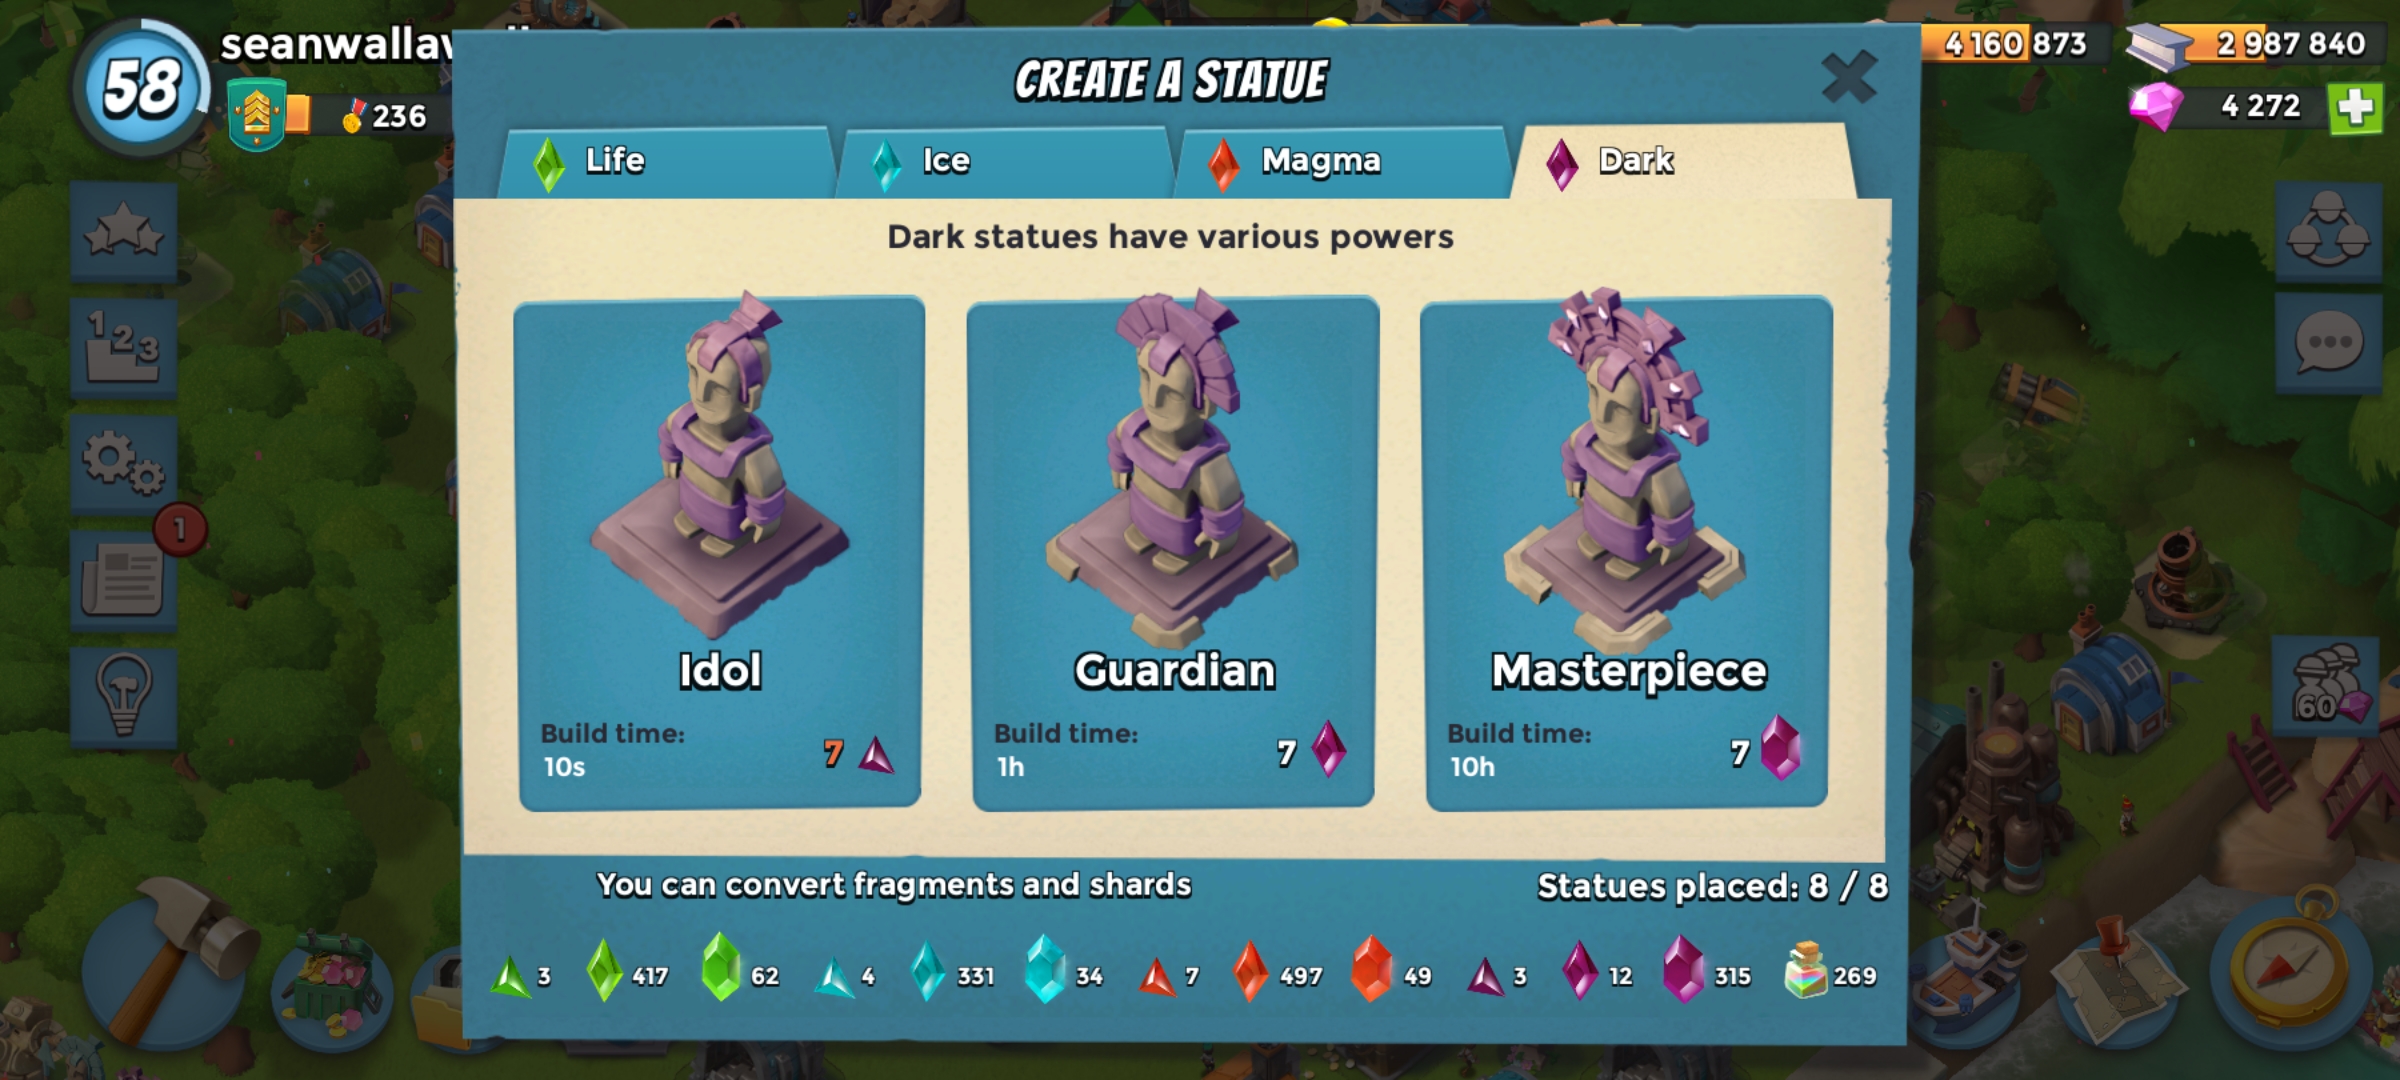 58
236
4 160 873
2 987 840
4 272
CREATE A STATUE
Life
Ice
Magma
Dark
Dark statues have various powers
1 2 3
1
Idol
Build time:
10s
7
Guardian
Build time:
1h
7
Masterpiece
Build time:
10h
7
60
You can convert fragments and shards
Statues placed: 8 / 8
3
417
62
4
331
34
7
497
49
3
12
315
269